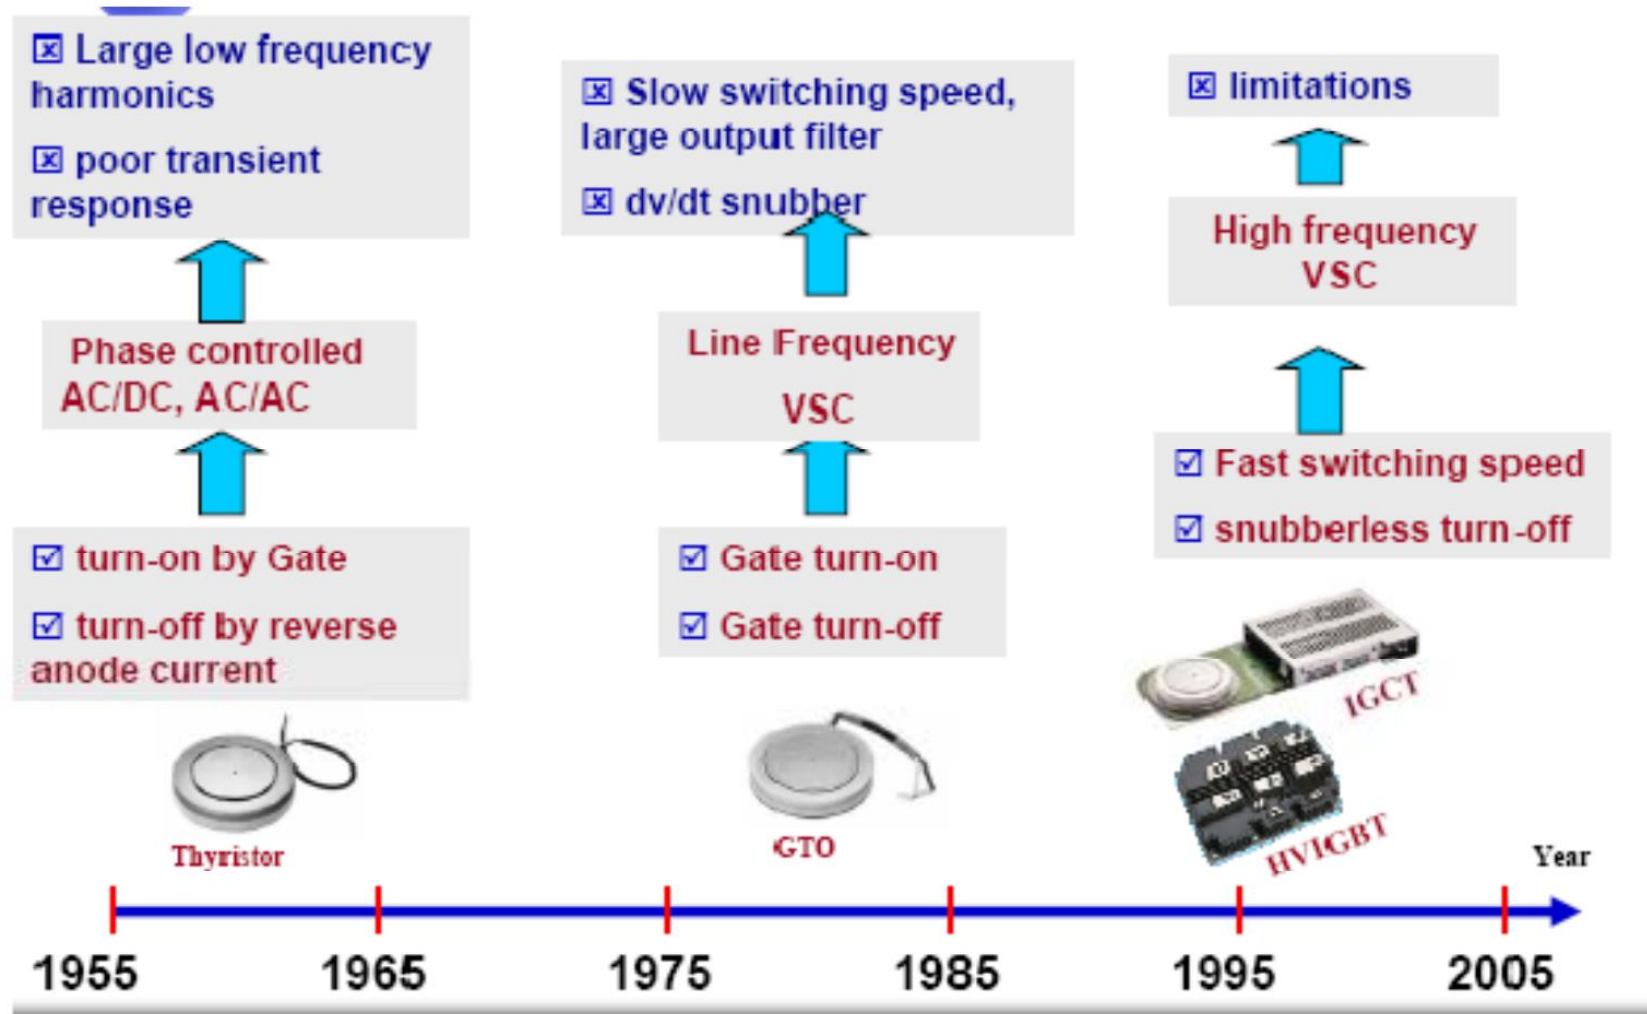 ☒ Large low frequency
harmonics
☒ poor transient
response
Phase controlled
AC/DC, AC/AC
☑ turn-on by Gate
☑ turn-off by reverse
anode current
Thyristor
☒ Slow switching speed,
large output filter
☒ dv/dt snubber
Line Frequency
VSC
☑ Gate turn-on
☑ Gate turn-off
GTO
☒ limitations
High frequency
VSC
☑ Fast switching speed
☑ snubberless turn-off
IGCT
HVIGBT
Year
1955 1965 1975 1985 1995 2005